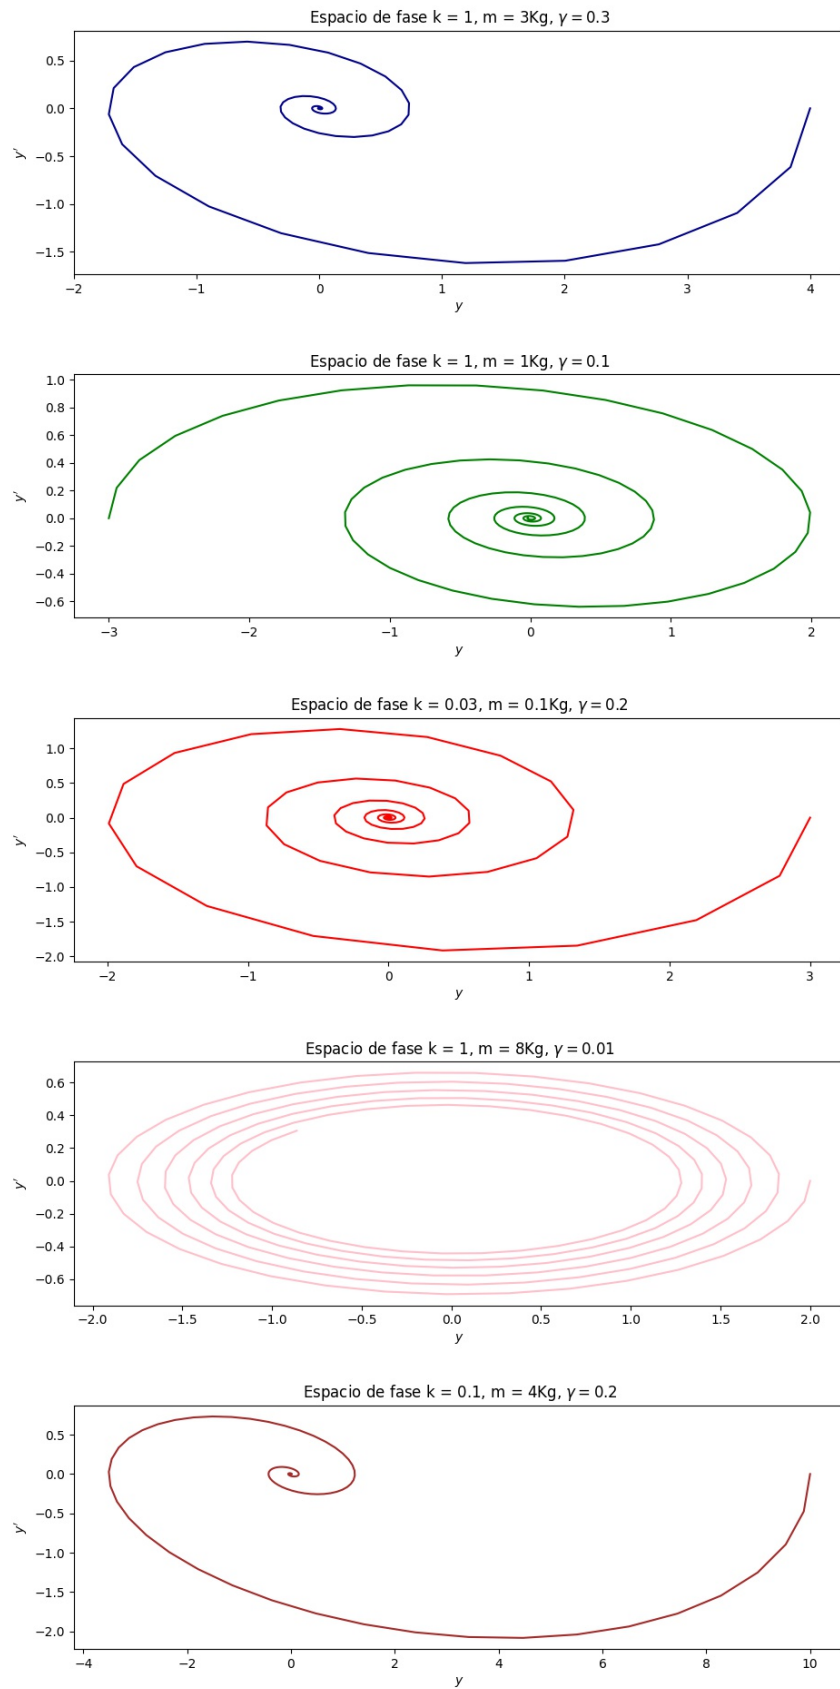 Espacio de fase k = 1, m = 3Kg, γ = 0.3
0.5
0.0
−0.5
−1.0
−1.5
y′
−2 −1 0 1 2 3 4
y
Espacio de fase k = 1, m = 1Kg, γ = 0.1
1.0
0.8
0.6
0.4
0.2
0.0
−0.2
−0.4
−0.6
y′
−3 −2 −1 0 1 2
y
Espacio de fase k = 0.03, m = 0.1Kg, γ = 0.2
1.0
0.5
0.0
−0.5
−1.0
−1.5
−2.0
y′
−2 −1 0 1 2 3
y
Espacio de fase k = 1, m = 8Kg, γ = 0.01
0.6
0.4
0.2
0.0
−0.2
−0.4
−0.6
y′
−2.0 −1.5 −1.0 −0.5 0.0 0.5 1.0 1.5 2.0
y
Espacio de fase k = 0.1, m = 4Kg, γ = 0.2
0.5
0.0
−0.5
−1.0
−1.5
−2.0
y′
−4 −2 0 2 4 6 8 10
y